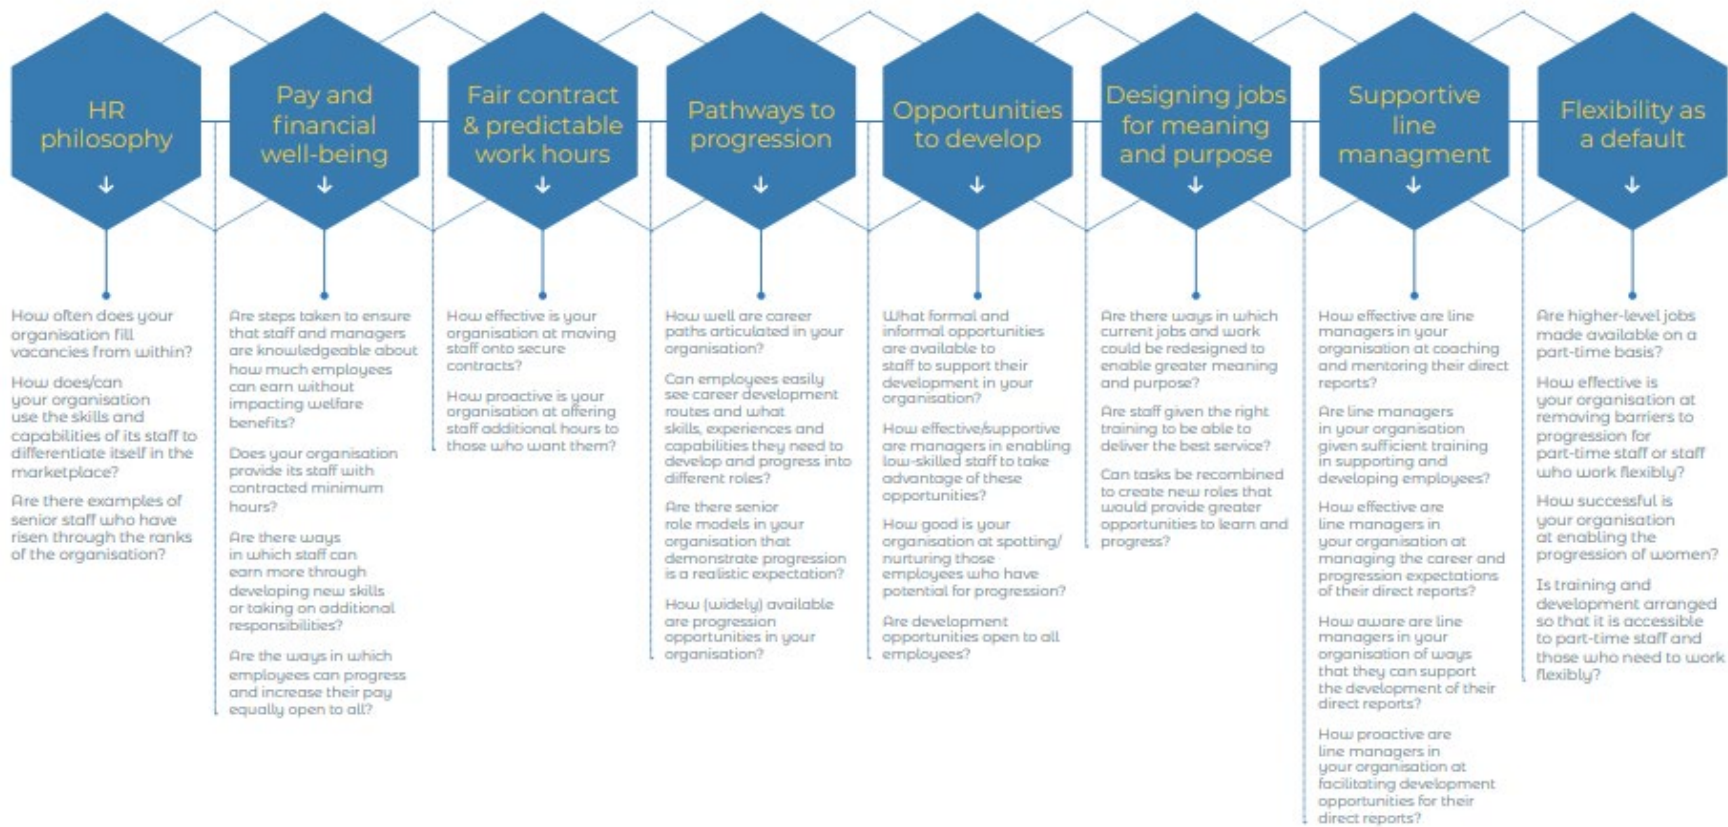 HR
philosophy
Pay and
financial
well-being
Fair contract
& predictable
work hours
Pathways to
progression
Opportunities
to develop
Designing jobs
for meaning
and purpose
Supportive
line
managment
Flexibility as
a default
How often does your
organisation fill
vacancies from within?
How does/can
your organisation
use the skills and
capabilities of its staff to
differentiate itself in the
marketplace?
Are there examples of
senior staff who have
risen through the ranks
of the organisation?
Are steps taken to ensure
that staff and managers
are knowledgeable about
how much employees
can earn without
impacting welfare
benefits?
Does your organisation
provide its staff with
contracted minimum
hours?
Are there ways
in which staff can
earn more through
developing new skills
or taking on additional
responsibilities?
Are the ways in which
employees can progress
and increase their pay
equally open to all?
How effective is your
organisation at moving
staff onto secure
contracts?
How proactive is your
organisation at offering
staff additional hours to
those who want them?
How well are career
paths articulated in your
organisation?
Can employees easily
see career development
routes and what
skills, experiences and
capabilities they need to
develop and progress into
different roles?
Are there senior
role models in your
organisation that
demonstrate progression
is a realistic expectation?
How (widely) available
are progression
opportunities in your
organisation?
What formal and
informal opportunities
are available to
staff to support their
development in your
organisation?
How effective/supportive
are managers in enabling
low-skilled staff to take
advantage of these
opportunities?
How good is your
organisation at spotting/
nurturing those
employees who have
potential for progression?
Are development
opportunities open to all
employees?
Are there ways in which
current jobs and work
could be redesigned to
enable greater meaning
and purpose?
Are staff given the right
training to be able to
deliver the best service?
Can tasks be recombined
to create new roles that
would provide greater
opportunities to learn and
progress?
How effective are line
managers in your
organisation at coaching
and mentoring their direct
reports?
Are line managers
in your organisation
given sufficient training
in supporting and
developing employees?
How effective are
line managers in
your organisation at
managing the career and
progression expectations
of their direct reports?
How aware are line
managers in your
organisation of ways
that they can support
the development of their
direct reports?
How proactive are
line managers in
your organisation at
facilitating development
opportunities for their
direct reports?
Are higher-level jobs
made available on a
part-time basis?
How effective is
your organisation at
removing barriers to
progression for
part-time staff or staff
who work flexibly?
How successful is
your organisation
at enabling the
progression of women?
Is training and
development arranged
so that it is accessible
to part-time staff and
those who need to work
flexibly?